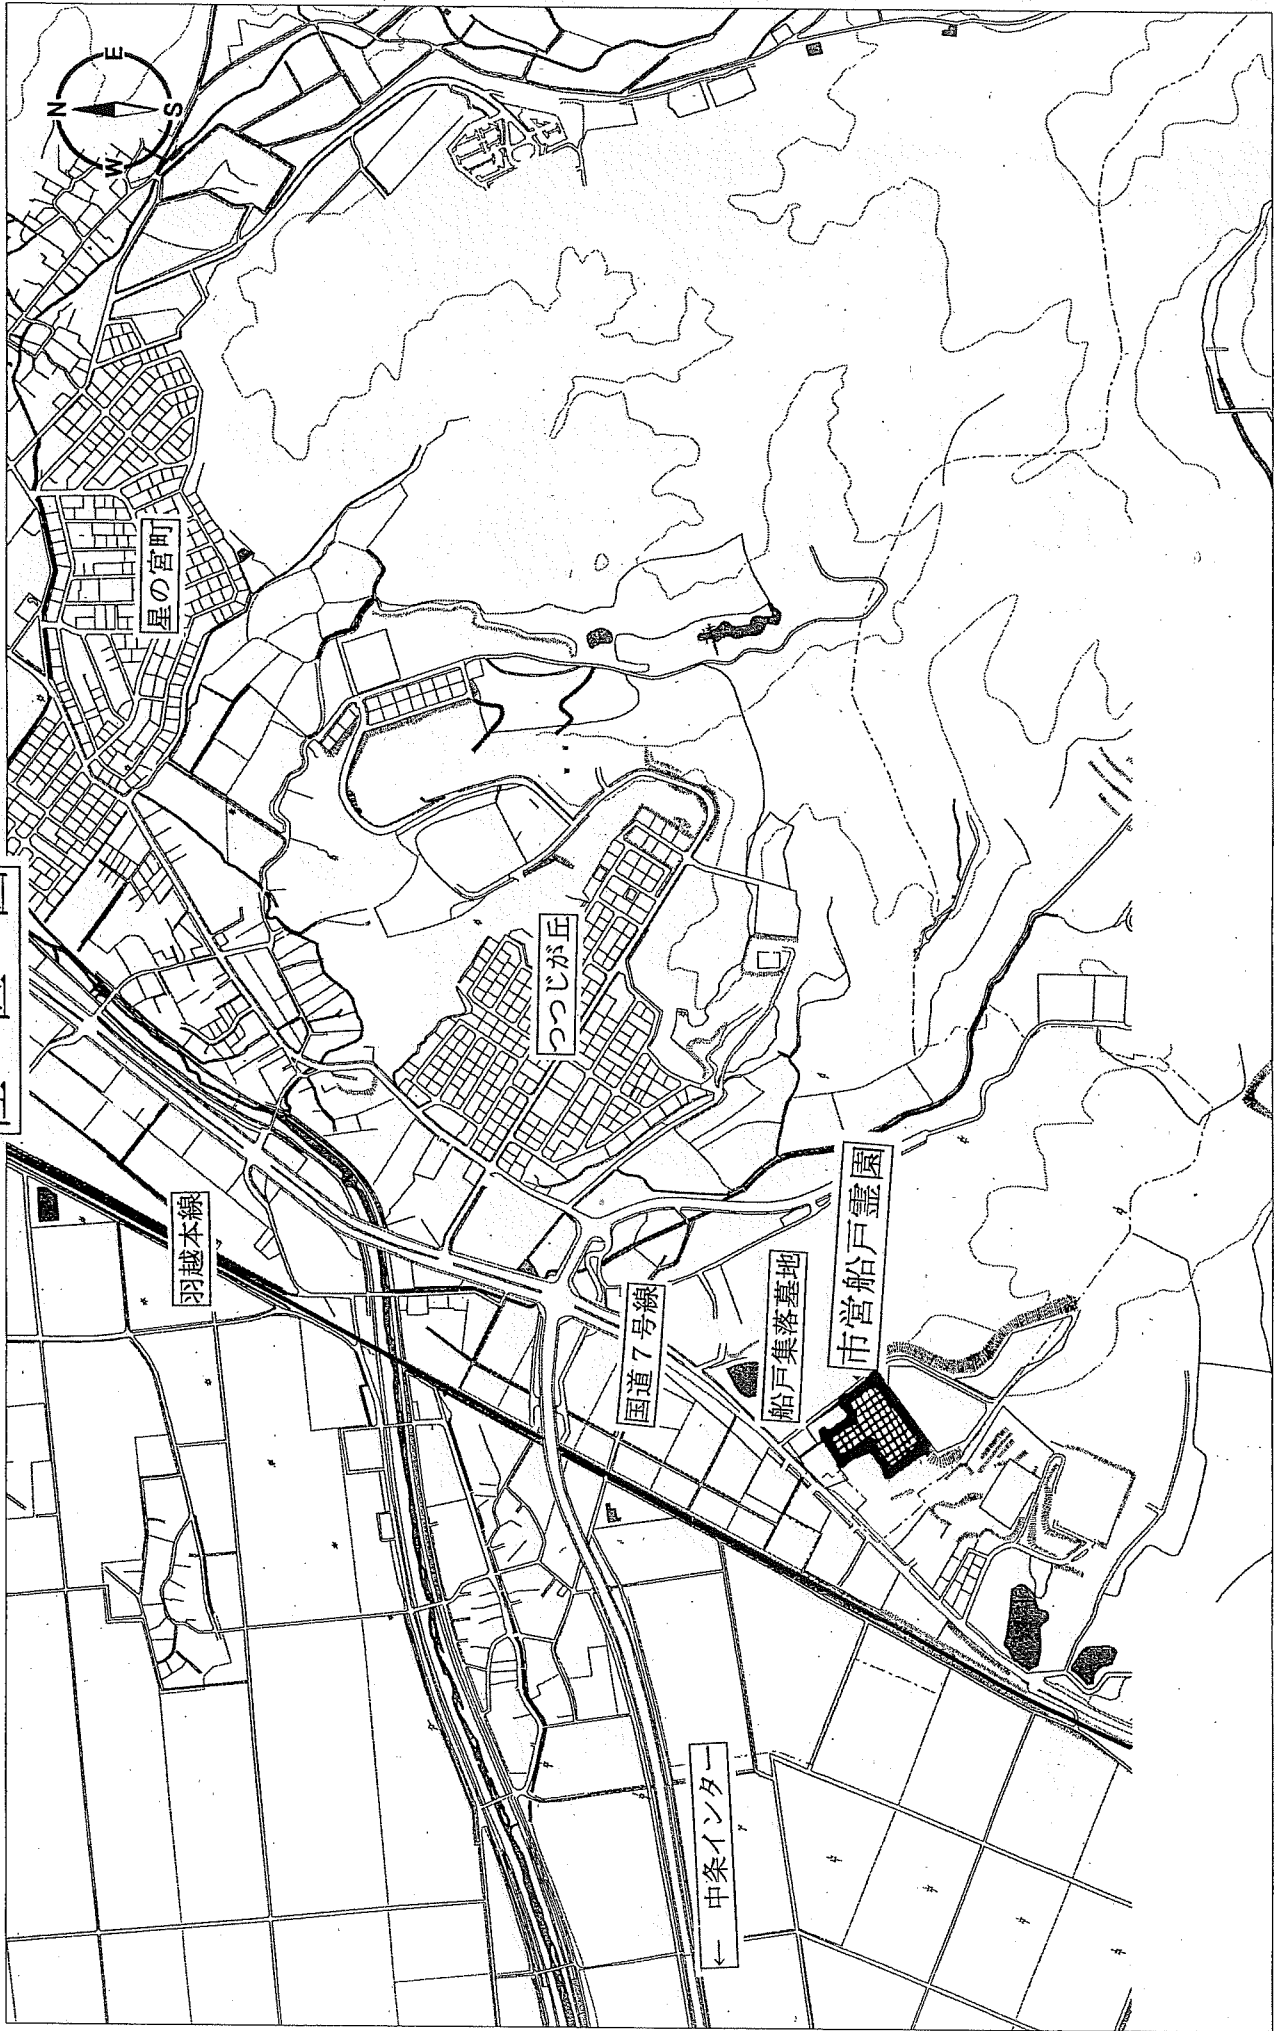 N
E
S
W
星の宮町
つつじが丘
羽越本線
国道7号線
船戸集落墓地
市営船戸霊園
← 中条インター